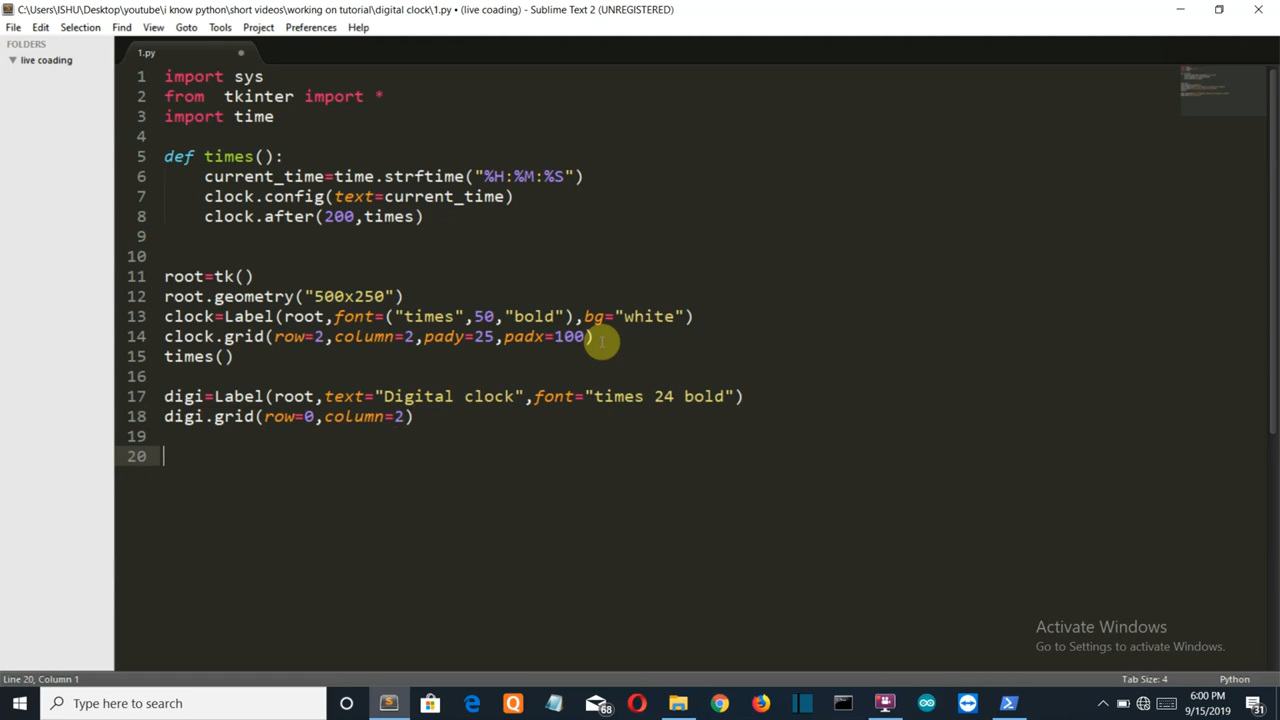 C:\Users\ISHU\Desktop\youtube\i know python\short videos\working on tutorial\digital clock\1.py • (live coading) - Sublime Text 2 (UNREGISTERED)
File Edit Selection Find View Goto Tools Project Preferences Help
FOLDERS
live coading
1.py
1 import sys
2 from  tkinter import *
3 import time
4
5 def times():
6     current_time=time.strftime("%H:%M:%S")
7     clock.config(text=current_time)
8     clock.after(200,times)
9
10
11 root=tk()
12 root.geometry("500x250")
13 clock=Label(root,font=("times",50,"bold"),bg="white")
14 clock.grid(row=2,column=2,pady=25,padx=100)
15 times()
16
17 digi=Label(root,text="Digital clock",font="times 24 bold")
18 digi.grid(row=0,column=2)
19
20
Activate Windows
Go to Settings to activate Windows.
Line 20, Column 1 Tab Size: 4 Python
Type here to search
68
6:00 PM
9/15/2019
31